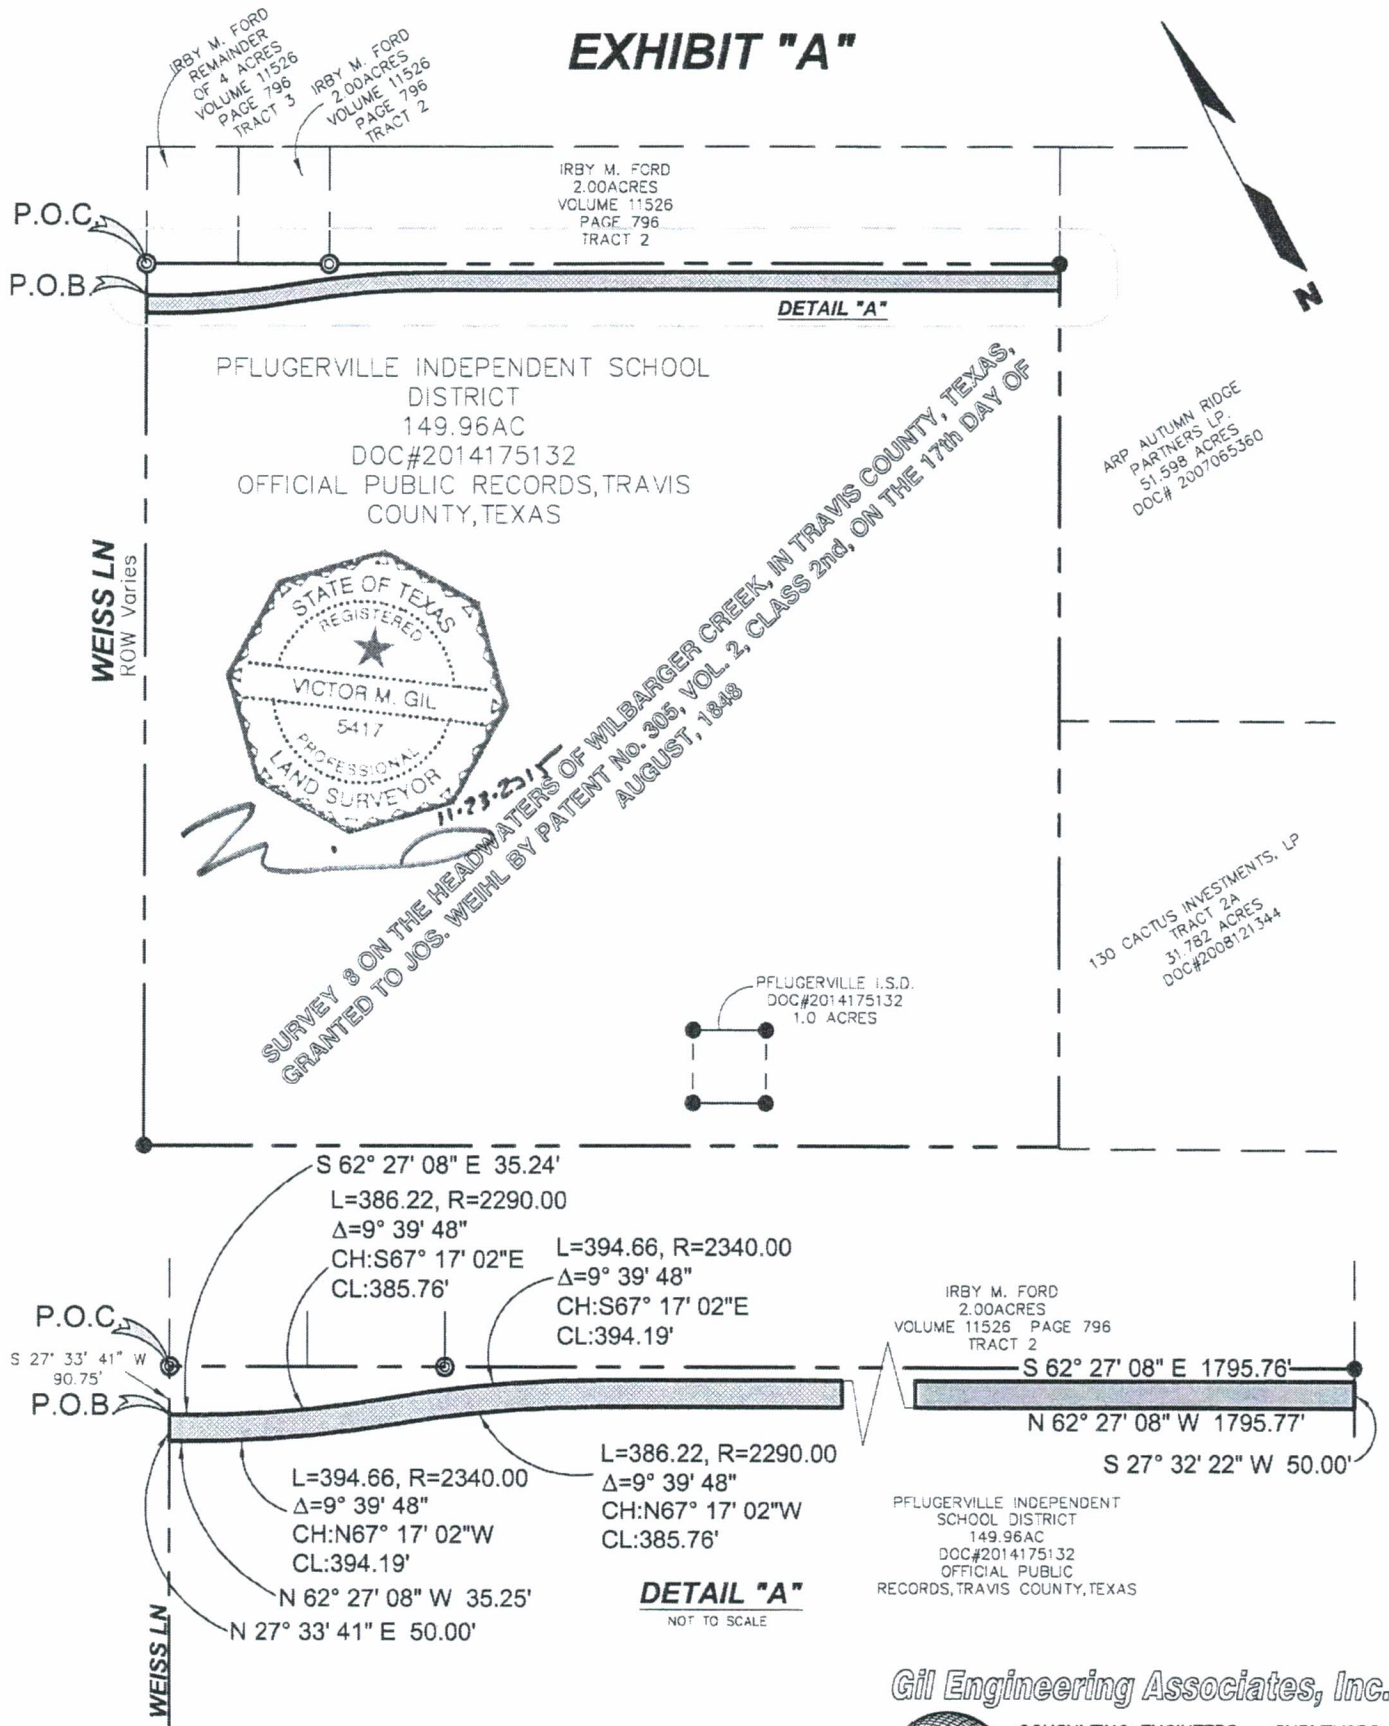 EXHIBIT "A"
IRBY M. FORD
REMAINDER
OF 4 ACRES
VOLUME 11526
PAGE 796
TRACT 3
IRBY M. FORD
2.00ACRES
VOLUME 11526
PAGE 796
TRACT 2
IRBY M. FORD
2.00ACRES
VOLUME 11526
PAGE 796
TRACT 2
N
P.O.C.
P.O.B.
DETAIL "A"
PFLUGERVILLE INDEPENDENT SCHOOL
DISTRICT
149.96AC
DOC#2014175132
OFFICIAL PUBLIC RECORDS,TRAVIS
COUNTY,TEXAS
WEISS LN
ROW Varies
STATE OF TEXAS
REGISTERED
VICTOR M. GIL
5417
PROFESSIONAL
LAND SURVEYOR
11-23-2015
SURVEY 8 ON THE HEADWATERS OF WILBARGER CREEK, IN TRAVIS COUNTY, TEXAS,
GRANTED TO JOS. WEIHL BY PATENT No. 305, VOL. 2, CLASS 2nd, ON THE 17th DAY OF
AUGUST, 1848
ARP AUTUMN RIDGE
PARTNERS LP.
51.598 ACRES
DOC# 2007065360
130 CACTUS INVESTMENTS, LP
TRACT 2A
31.782 ACRES
DOC#2008121344
PFLUGERVILLE I.S.D.
DOC#2014175132
1.0 ACRES
S 62° 27' 08" E 35.24'
L=386.22, R=2290.00
Δ=9° 39' 48"
CH:S67° 17' 02"E
CL:385.76'
L=394.66, R=2340.00
Δ=9° 39' 48"
CH:S67° 17' 02"E
CL:394.19'
IRBY M. FORD
2.00ACRES
VOLUME 11526 PAGE 796
TRACT 2
P.O.C.
S 27° 33' 41" W
90.75'
P.O.B.
S 62° 27' 08" E 1795.76'
N 62° 27' 08" W 1795.77'
S 27° 32' 22" W 50.00'
L=394.66, R=2340.00
Δ=9° 39' 48"
CH:N67° 17' 02"W
CL:394.19'
L=386.22, R=2290.00
Δ=9° 39' 48"
CH:N67° 17' 02"W
CL:385.76'
N 62° 27' 08" W 35.25'
N 27° 33' 41" E 50.00'
PFLUGERVILLE INDEPENDENT
SCHOOL DISTRICT
149.96AC
DOC#2014175132
OFFICIAL PUBLIC
RECORDS,TRAVIS COUNTY,TEXAS
DETAIL "A"
NOT TO SCALE
WEISS LN
Gil Engineering Associates, Inc.